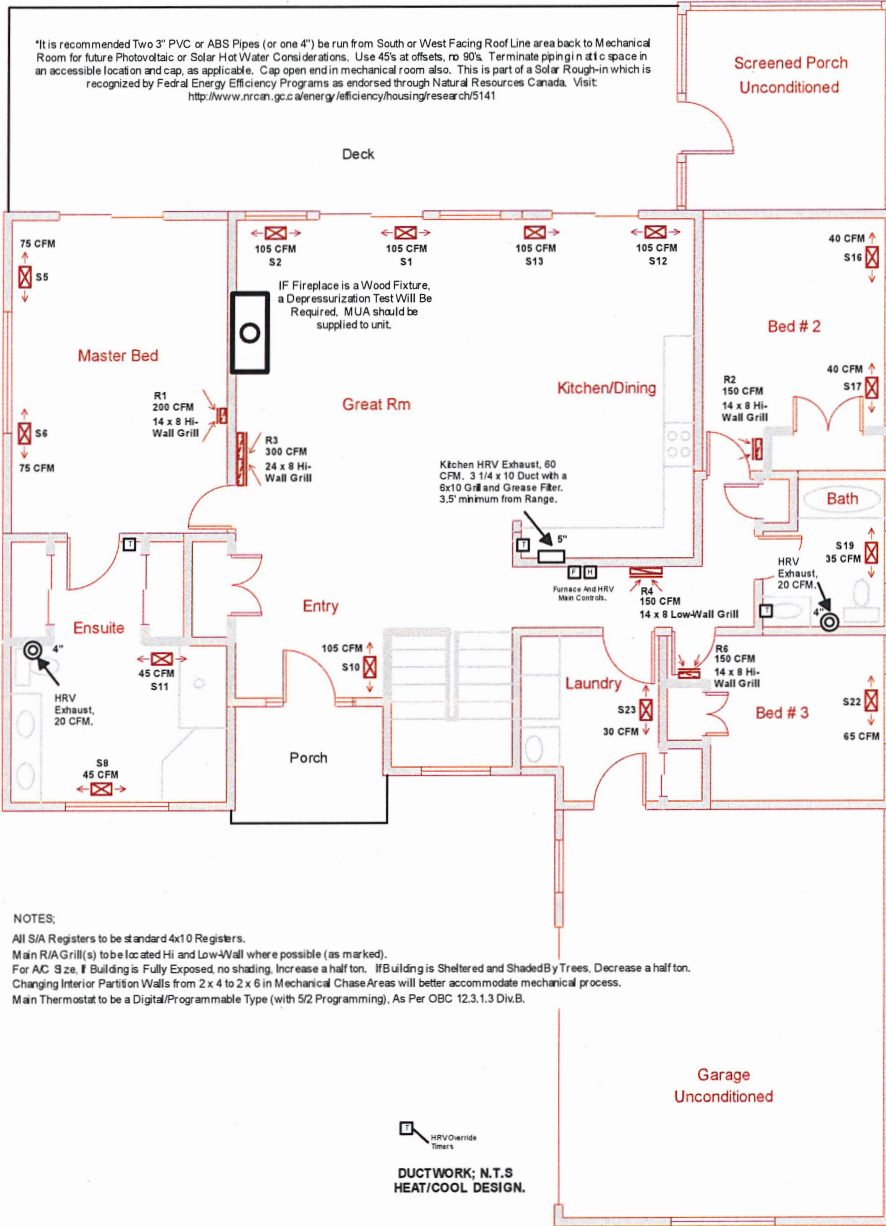 *It is recommended Two 3" PVC or ABS Pipes (or one 4") be run from South or West Facing Roof Line area back to Mechanical
Room for future Photovoltaic or Solar Hot Water Considerations. Use 45's at offsets, no 90's. Terminate piping in attic space in
an accessible location and cap, as applicable. Cap open end in mechanical room also. This is part of a Solar Rough-in which is
recognized by Fedral Energy Efficiency Programs as endorsed through Natural Resources Canada. Visit:
http://www.nrcan.gc.ca/energy/efficiency/housing/research/5141
Screened Porch
Unconditioned
Deck
75 CFM
S5
105 CFM
S2
105 CFM
S1
105 CFM
S13
105 CFM
S12
40 CFM
S16
IF Fireplace is a Wood Fixture,
a Depressurization Test Will Be
Required. MUA should be
supplied to unit.
Bed # 2
Master Bed
R1
200 CFM
14 x 8 Hi-
Wall Grill
Great Rm
Kitchen/Dining
R2
150 CFM
14 x 8 Hi-
Wall Grill
40 CFM
S17
S6
75 CFM
R3
300 CFM
24 x 8 Hi-
Wall Grill
Kitchen HRV Exhaust, 60
CFM. 3 1/4 x 10 Duct with a
6x10 Grill and Grease Filter.
3.5' minimum from Range.
Bath
T
T
5"
S19
35 CFM
HRV
Exhaust,
20 CFM.
F H
Furnace And HRV
Main Controls.
R4
150 CFM
14 x 8 Low-Wall Grill
T
4"
Entry
Ensuite
4"
45 CFM
S11
HRV
Exhaust,
20 CFM.
105 CFM
S10
R6
150 CFM
14 x 8 Hi-
Wall Grill
Laundry
S23
30 CFM
Bed # 3
S22
65 CFM
Porch
S8
45 CFM
NOTES;
All S/A Registers to be standard 4x10 Registers.
Main R/A Grill(s) to be located Hi and Low-Wall where possible (as marked).
For A/C Size, If Building is Fully Exposed, no shading, Increase a half ton. If Building is Sheltered and Shaded By Trees, Decrease a half ton.
Changing Interior Partition Walls from 2 x 4 to 2 x 6 in Mechanical Chase Areas will better accommodate mechanical process.
Main Thermostat to be a Digital/Programmable Type (with 5/2 Programming), As Per OBC 12.3.1.3 Div.B.
Garage
Unconditioned
T
HRV Override
Timers
DUCTWORK; N.T.S
HEAT/COOL DESIGN.